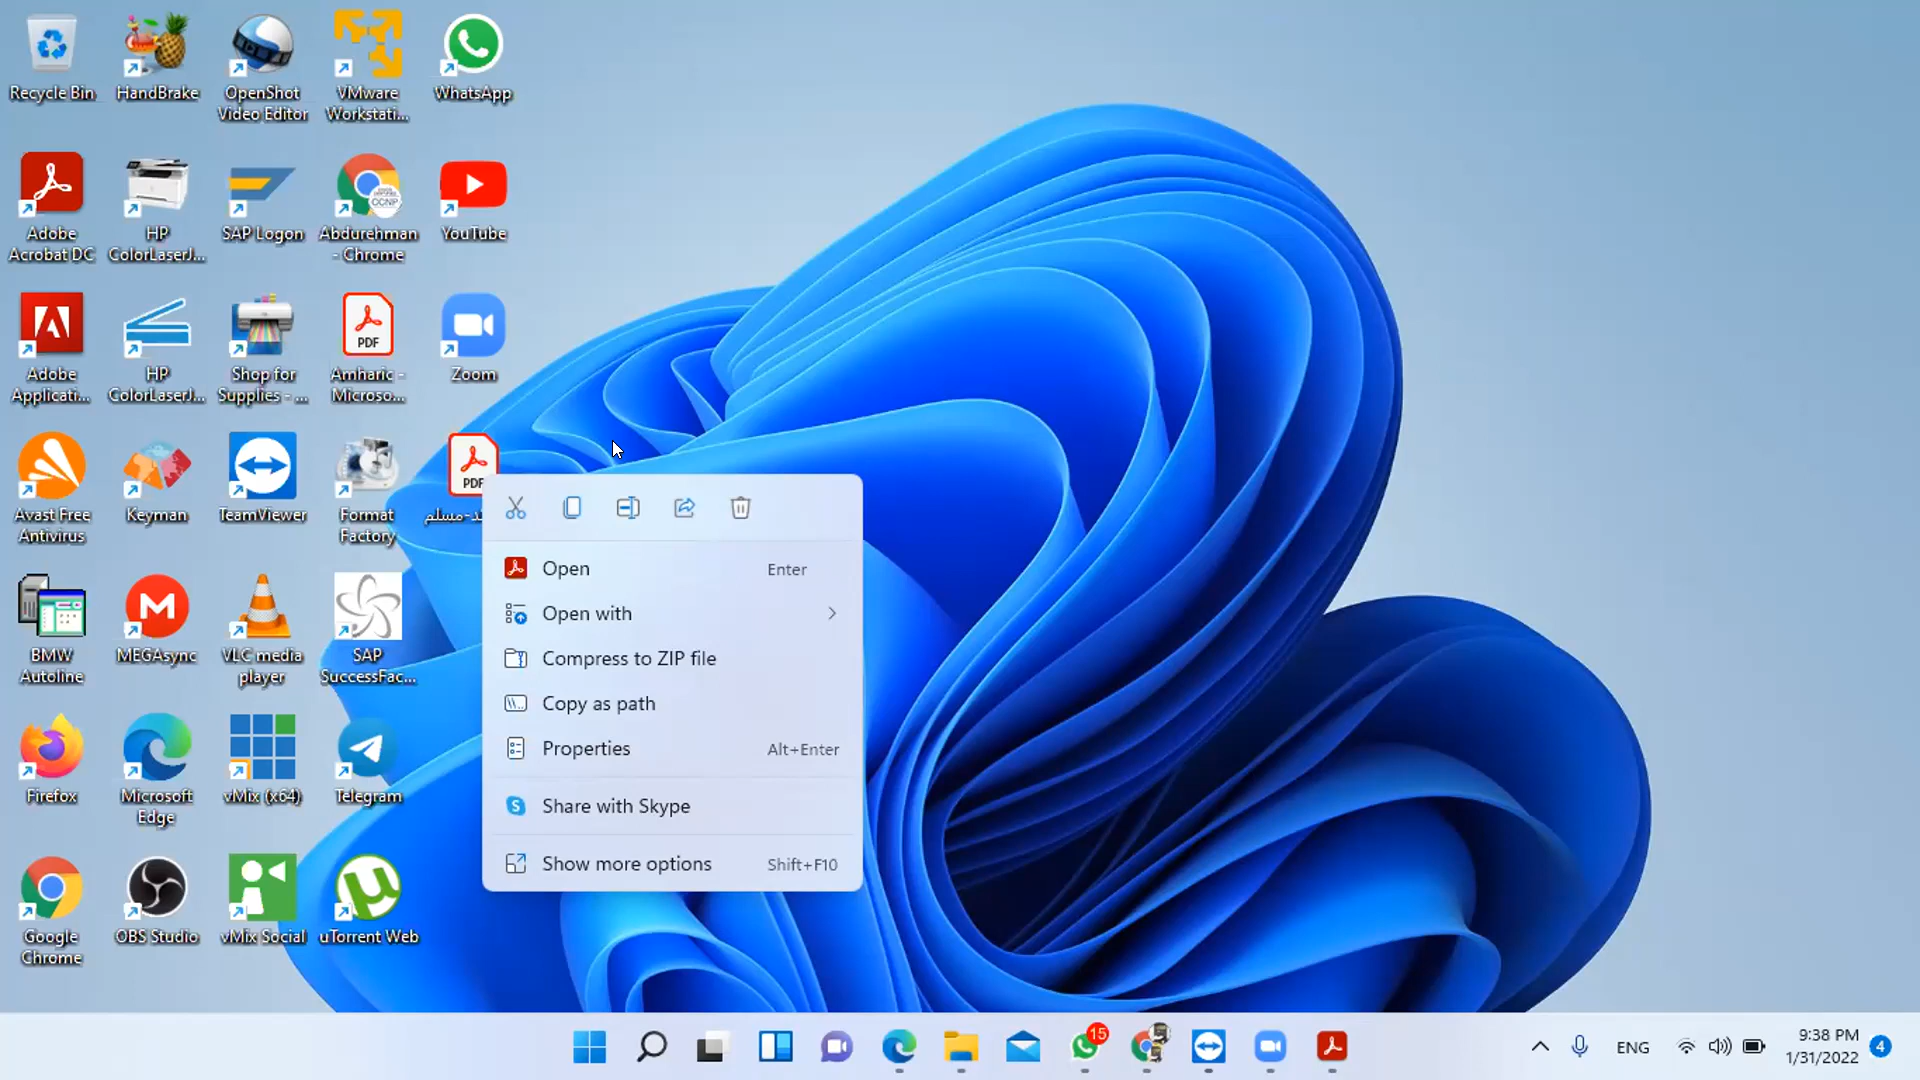 Recycle Bin
HandBrake
OpenShot
Video Editor
VMware
Workstati...
WhatsApp
Adobe
Acrobat DC
HP
ColorLaserJ...
SAP Logon
Abdurehman
- Chrome
CCNP
YouTube
Adobe
Applicati...
HP
ColorLaserJ...
Shop for
Supplies - ...
PDF
Amharic -
Microso...
Zoom
Avast Free
Antivirus
Keyman
TeamViewer
Format
Factory
PDF
BMW
Autoline
MEGAsync
VLC media
player
SAP
SuccessFac...
Firefox
Microsoft
Edge
vMix (x64)
Telegram
Google
Chrome
OBS Studio
vMix Social
uTorrent Web
Open Enter
Open with
Compress to ZIP file
Copy as path
Properties Alt+Enter
Share with Skype
Show more options Shift+F10
15
ENG
9:38 PM
1/31/2022
4